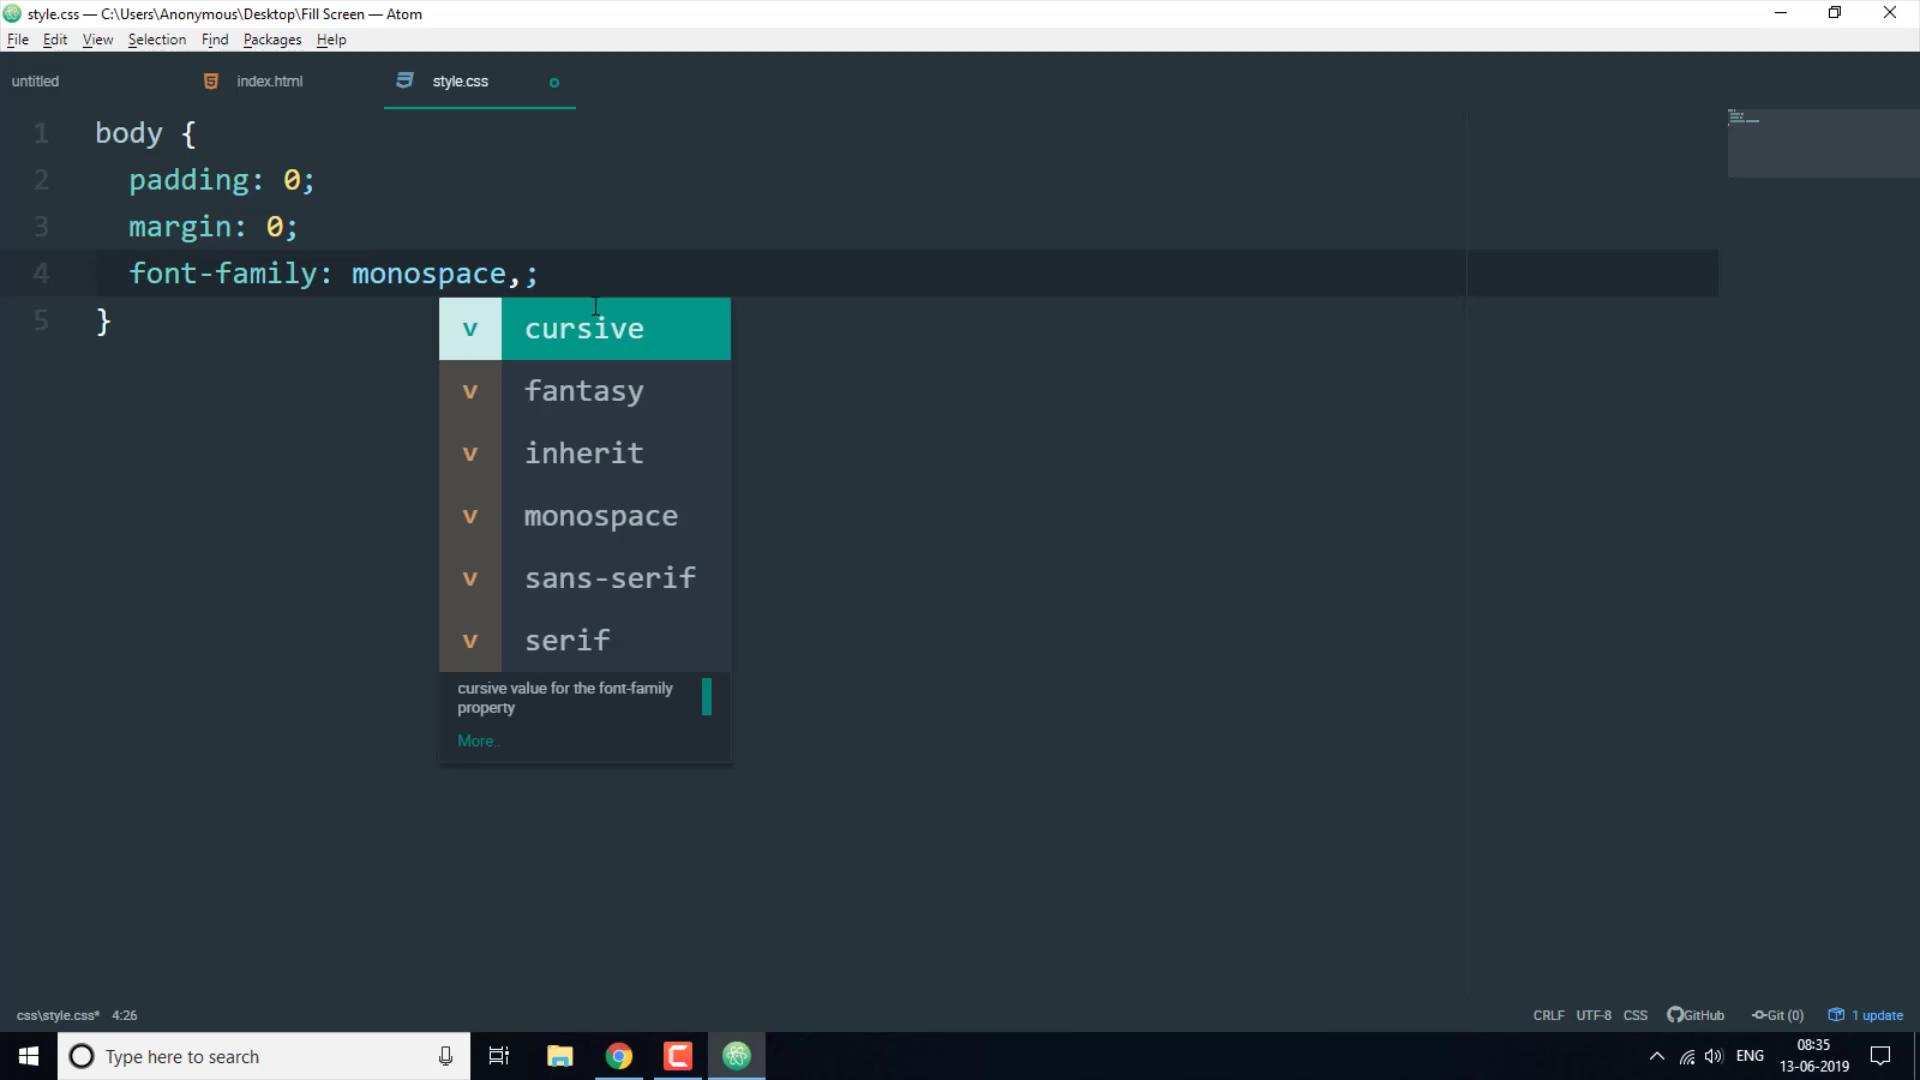 style.css — C:\Users\Anonymous\Desktop\Fill Screen — Atom
File Edit View Selection Find Packages Help
untitled index.html style.css
1 body {
2 padding: 0;
3 margin: 0;
4 font-family: monospace,;
5 }
v cursive
v fantasy
v inherit
v monospace
v sans-serif
v serif
cursive value for the font-family
property
More..
css\style.css* 4:26 CRLF UTF-8 CSS GitHub Git (0) 1 update
Type here to search ENG 08:35
13-06-2019